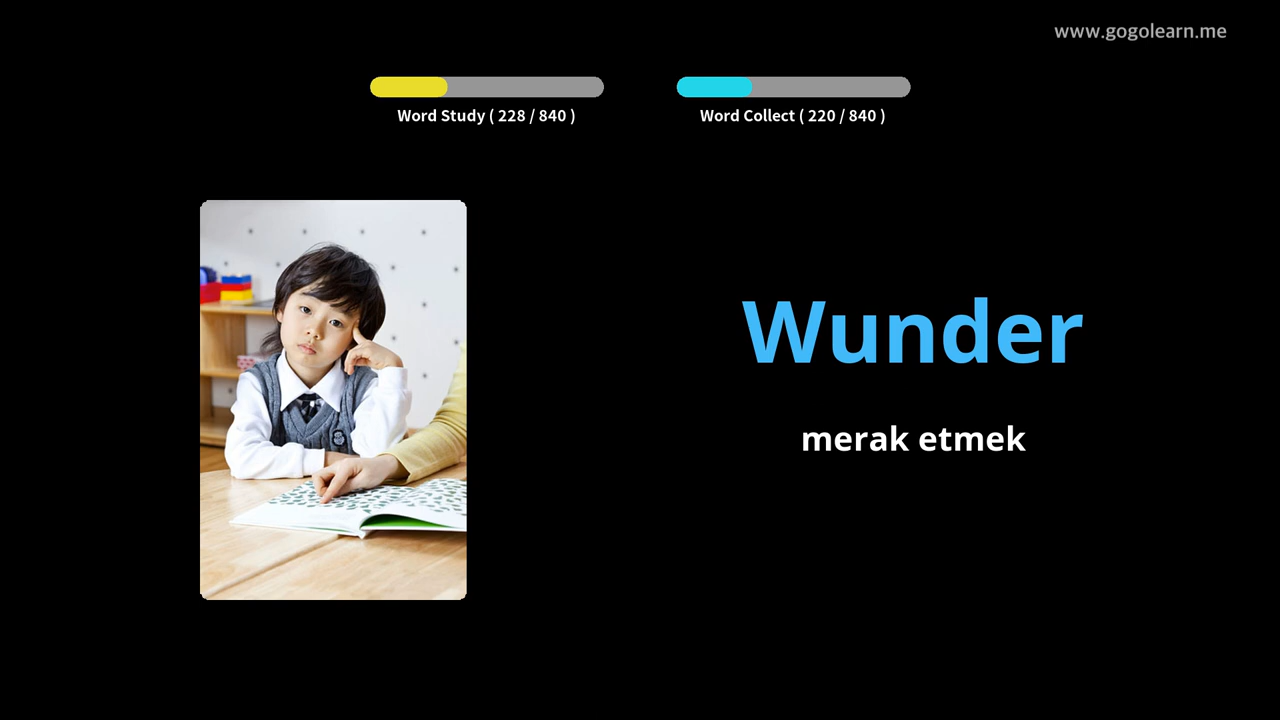 www.gogolearn.me
Word Study ( 228 / 840 )
Word Collect ( 220 / 840 )
Wunder
merak etmek